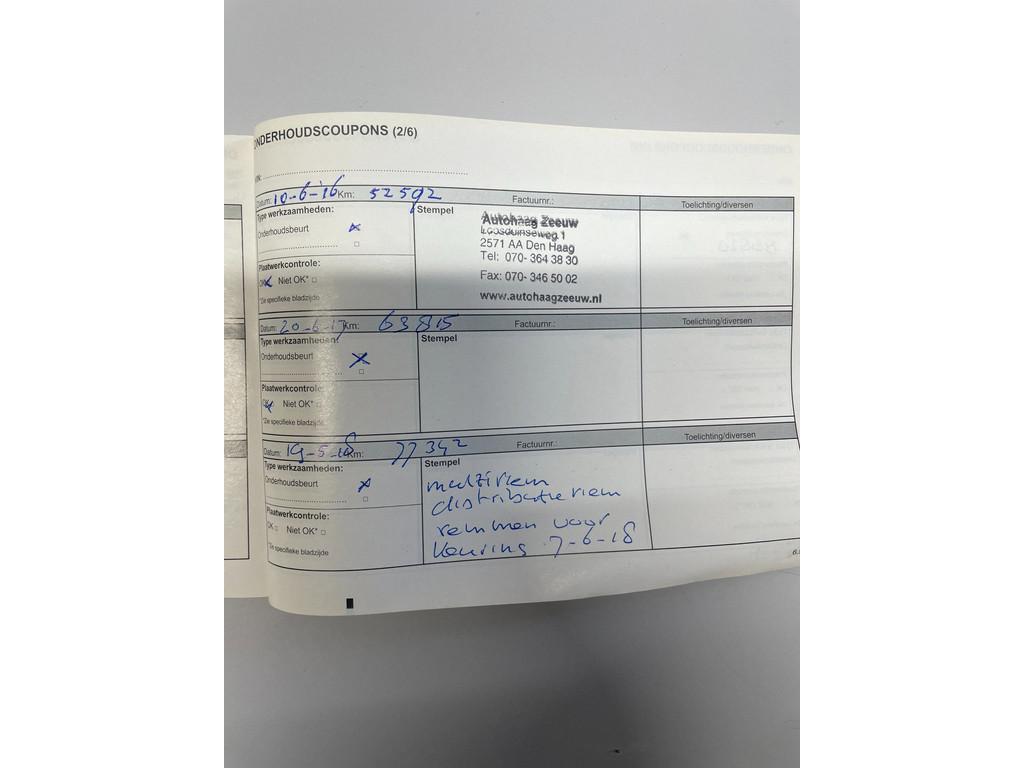 ONDERHOUDSCOUPONS (2/6)
VIN:
Datum: 10-6-'16 Km: 52592 Factuurnr.: Toelichting/diversen
Type werkzaamheden: Stempel
Onderhoudsbeurt x
Autohaag Zeeuw
Loosduinseweg 1
2571 AA Den Haag
Tel: 070- 364 38 30
Fax: 070- 346 50 02
www.autohaagzeeuw.nl
Plaatwerkcontrole:
OK x Niet OK* □
*Zie specifieke bladzijde
Datum: 20-6-17 Km: 63815 Factuurnr.: Toelichting/diversen
Type werkzaamheden: Stempel
Onderhoudsbeurt x
Plaatwerkcontrole:
OK x Niet OK* □
*Zie specifieke bladzijde
Datum: 19-5-18 Km: 77342 Factuurnr.: Toelichting/diversen
Type werkzaamheden: Stempel
Onderhoudsbeurt x
multiriem
distributieriem
remmen voor
keuring 7-6-18
Plaatwerkcontrole:
OK □ Niet OK* □
*Zie specifieke bladzijde